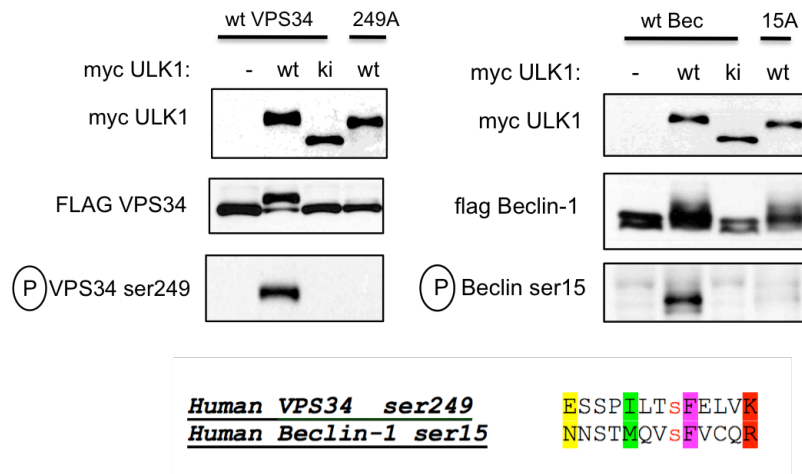 wt VPS34 249A
myc ULK1: - wt ki wt
myc ULK1
FLAG VPS34
P VPS34 ser249
wt Bec 15A
myc ULK1: - wt ki wt
myc ULK1
flag Beclin-1
P Beclin ser15
Human VPS34 ser249 ESSPILTsFELVK
Human Beclin-1 ser15 NNSTMQVsFVCQR